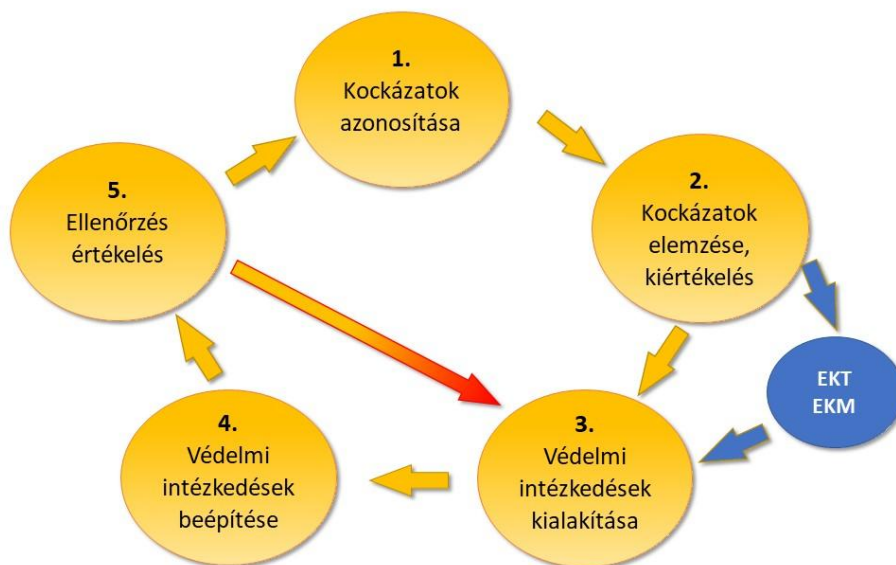 1.
Kockázatok
azonosítása
2.
Kockázatok
elemzése,
kiértékelés
EKT
EKM
3.
Védelmi
intézkedések
kialakítása
4.
Védelmi
intézkedések
beépítése
5.
Ellenőrzés
értékelés